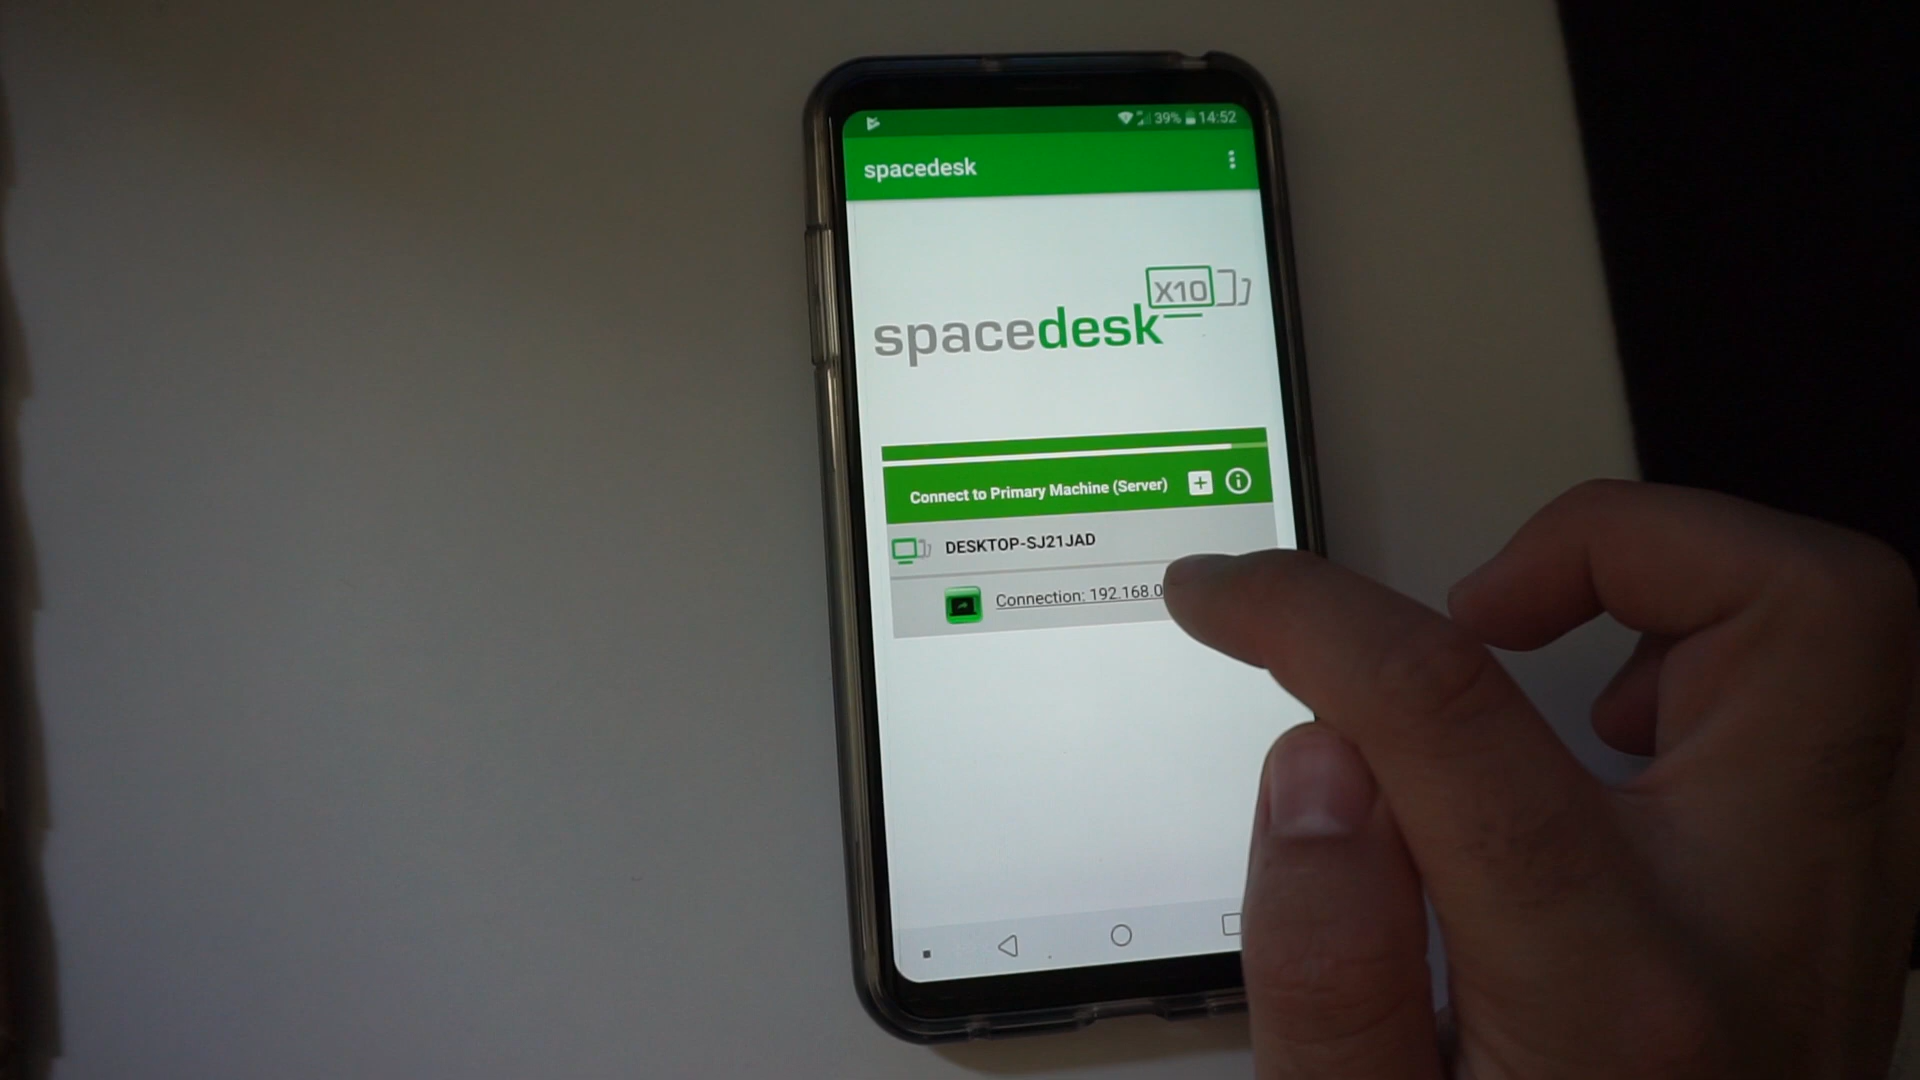 39% 14:52
spacedesk
X10
spacedesk
Connect to Primary Machine (Server)
DESKTOP-SJ21JAD
Connection: 192.168.0